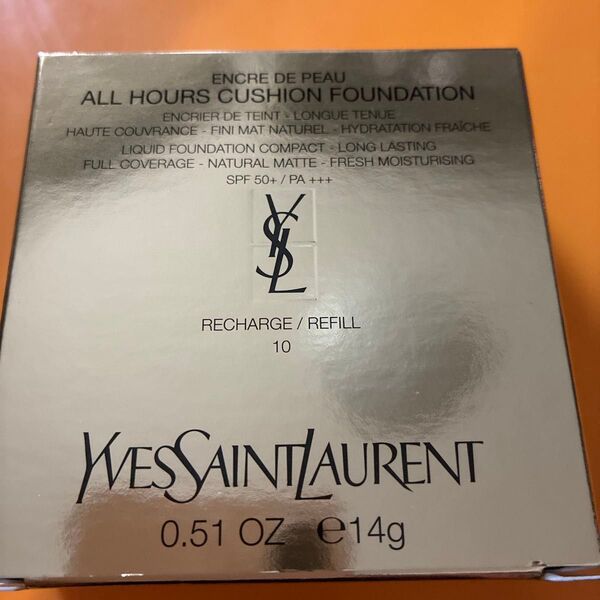 ENCRE DE PEAU
ALL HOURS CUSHION FOUNDATION
ENCRIER DE TEINT - LONGUE TENUE
HAUTE COUVRANCE - FINI MAT NATUREL - HYDRATATION FRAÎCHE
LIQUID FOUNDATION COMPACT - LONG LASTING
FULL COVERAGE - NATURAL MATTE - FRESH MOISTURISING
SPF 50+ / PA +++
YSL
RECHARGE / REFILL
10
YVESSAINTLAURENT
0.51 OZ ℮14g